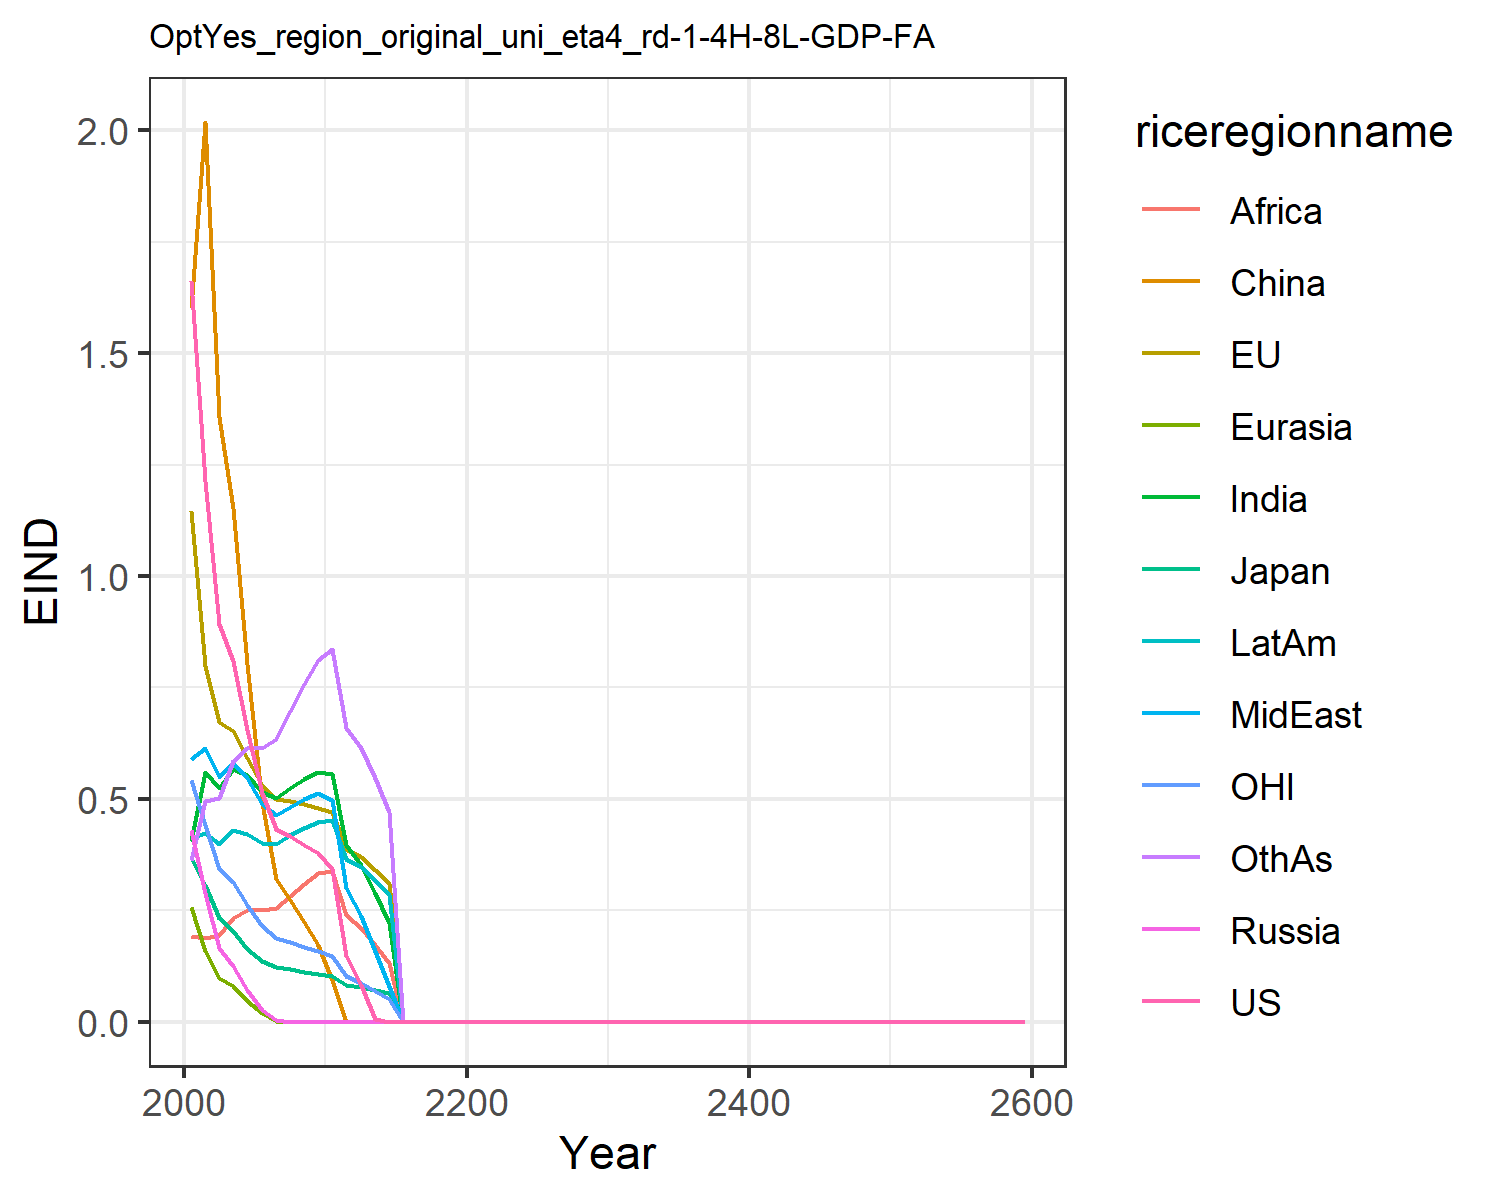 OptYes_region_original_uni_eta4_rd-1-4H-8L-GDP-FA
2.0
1.5
1.0
0.5
0.0
EIND
2000
2200
2400
2600
Year
riceregionname
Africa
China
EU
Eurasia
India
Japan
LatAm
MidEast
OHI
OthAs
Russia
US